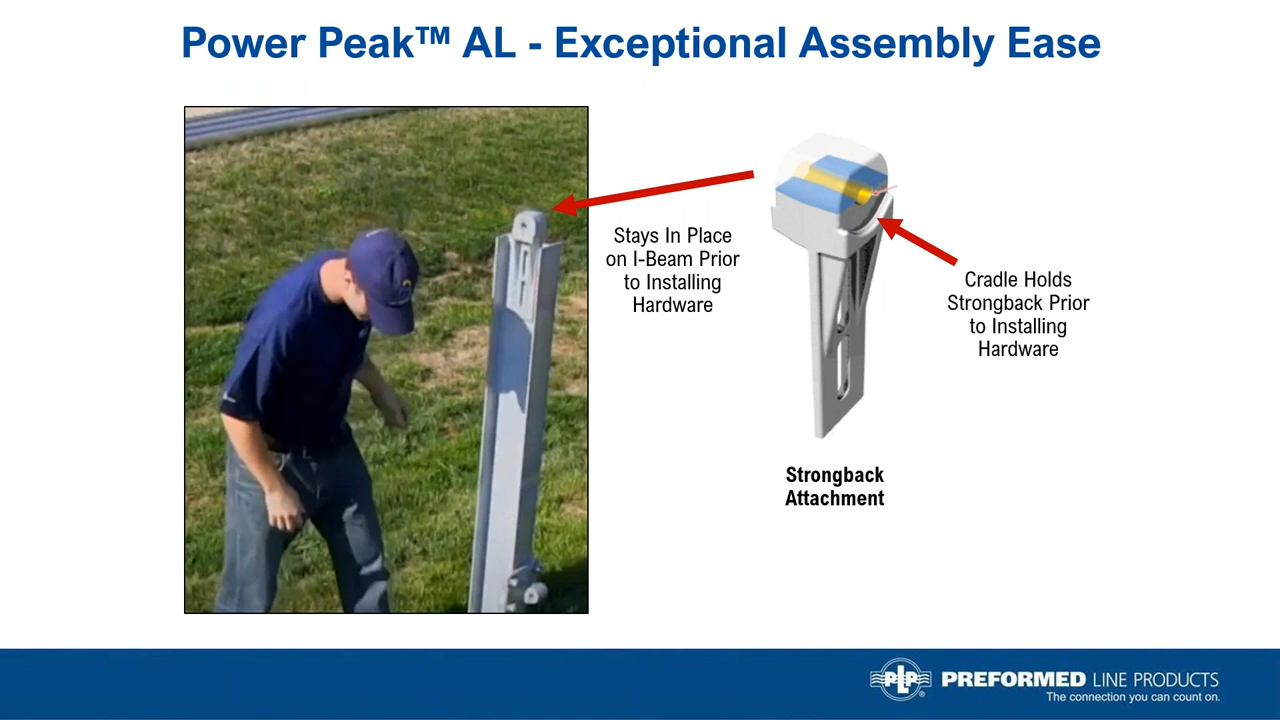 Power Peak™ AL - Exceptional Assembly Ease
Stays In Place
on I-Beam Prior
to Installing
Hardware
Cradle Holds
Strongback Prior
to Installing
Hardware
Strongback
Attachment
PLP®
PREFORMED LINE PRODUCTS
The connection you can count on.